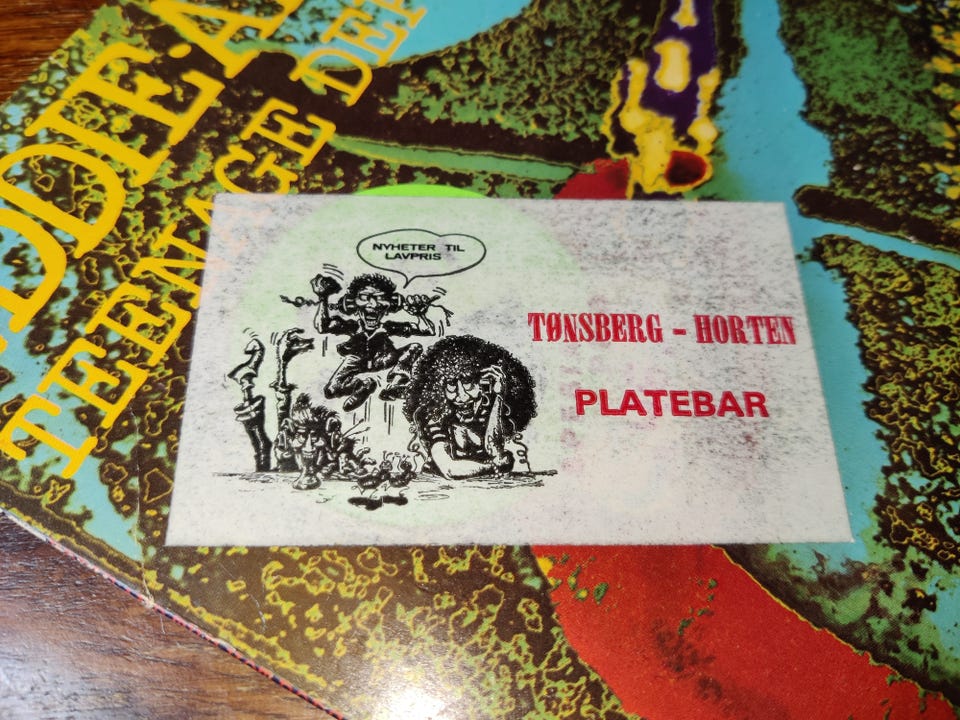 TEENAGE
NYHETER TIL
LAVPRIS
TØNSBERG - HORTEN
PLATEBAR